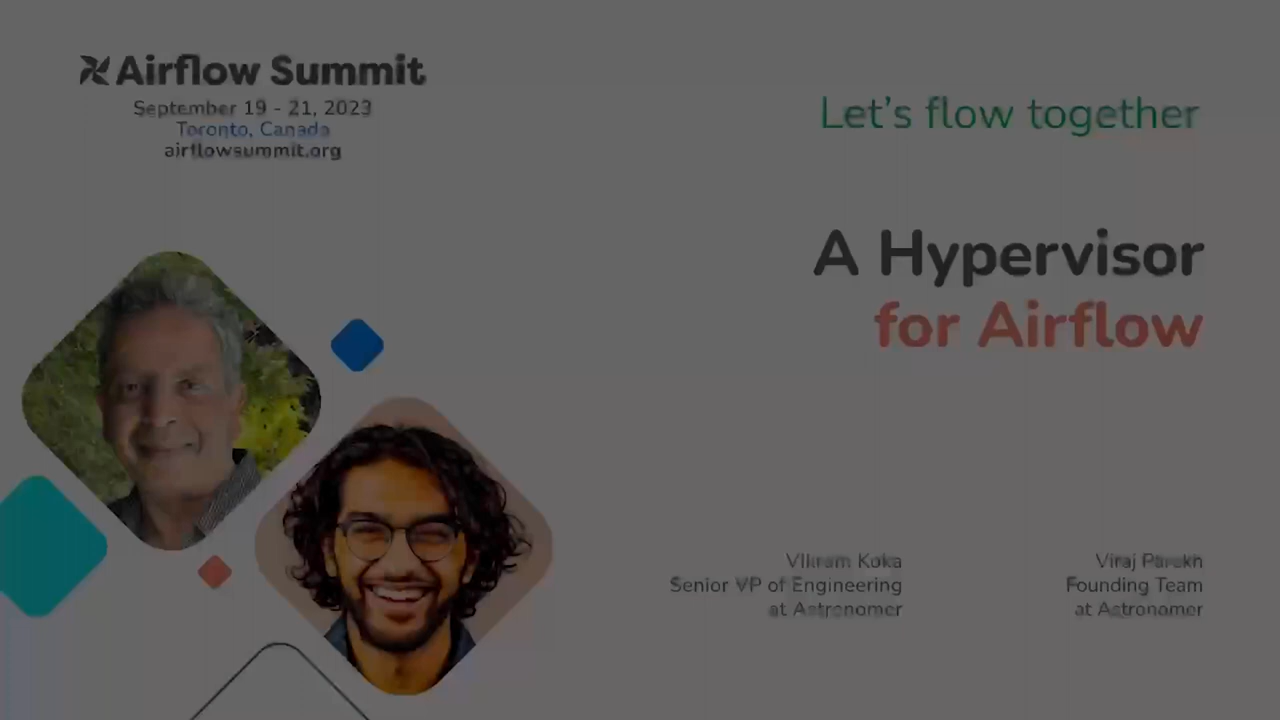 Airflow Summit
September 19 - 21, 2023
Toronto, Canada
airflowsummit.org
Let's flow together
A Hypervisor
for Airflow
Vikram Koka
Senior VP of Engineering
at Astronomer
Viraj Parekh
Founding Team
at Astronomer